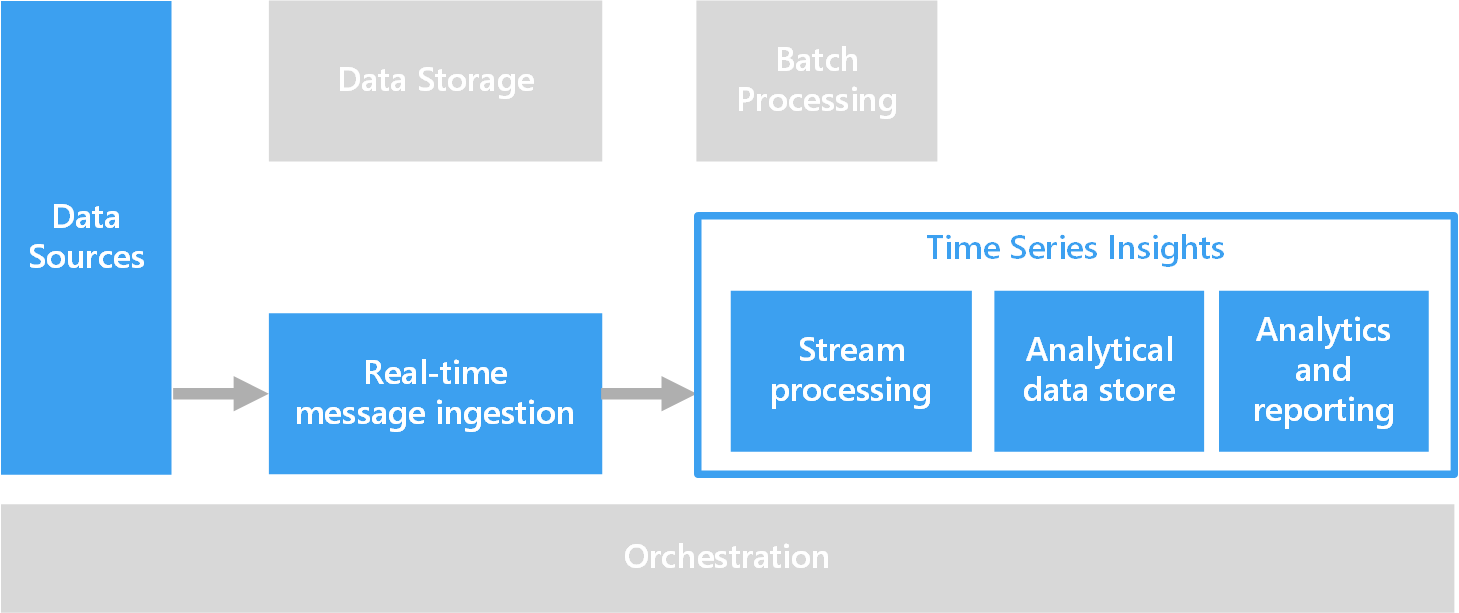 Data
Sources
Data Storage
Batch
Processing
Real-time
message ingestion
Time Series Insights
Stream
processing
Analytical
data store
Analytics
and
reporting
Orchestration